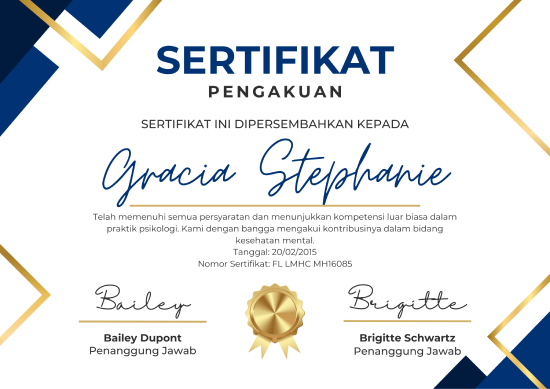 SERTIFIKAT
PENGAKUAN
SERTIFIKAT INI DIPERSEMBAHKAN KEPADA
Gracia Stephanie
Telah memenuhi semua persyaratan dan menunjukkan kompetensi luar biasa dalam
praktik psikologi. Kami dengan bangga mengakui kontribusinya dalam bidang
kesehatan mental.
Tanggal: 20/02/2015
Nomor Sertifikat: FL LMHC MH16085
Bailey
Brigitte
Bailey Dupont
Brigitte Schwartz
Penanggung Jawab
Penanggung Jawab